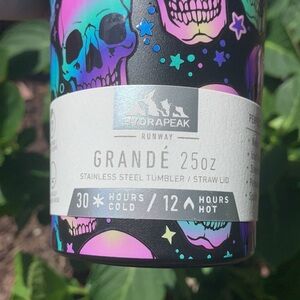 HYDRAPEAK
RUNWAY
GRANDÉ 25oz
STAINLESS STEEL TUMBLER / STRAW LID
30 HOURS COLD / 12 HOURS HOT